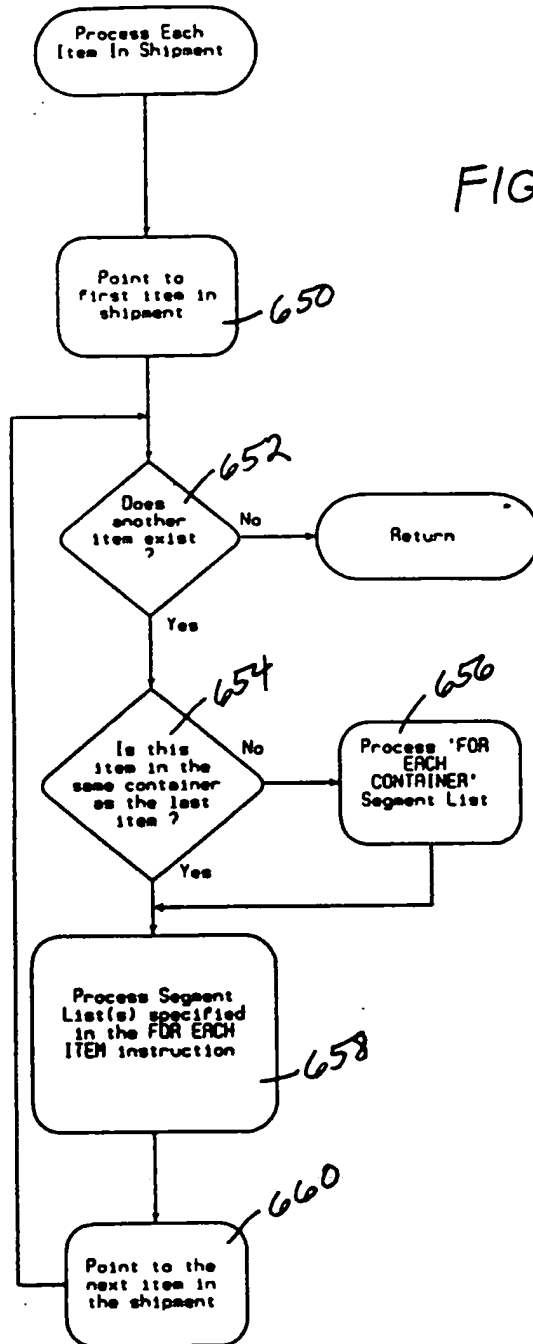 Process Each
Item In Shipment
FIG
Point to
first item in
shipment
650
652
Does
another
item exist
?
No
Return
Yes
654
656
Is this
item in the
same container
as the last
item ?
No
Process 'FOR
EACH
CONTAINER'
Segment List
Yes
Process Segment
List(s) specified
in the FOR EACH
ITEM instruction
658
660
Point to the
next item in
the shipment